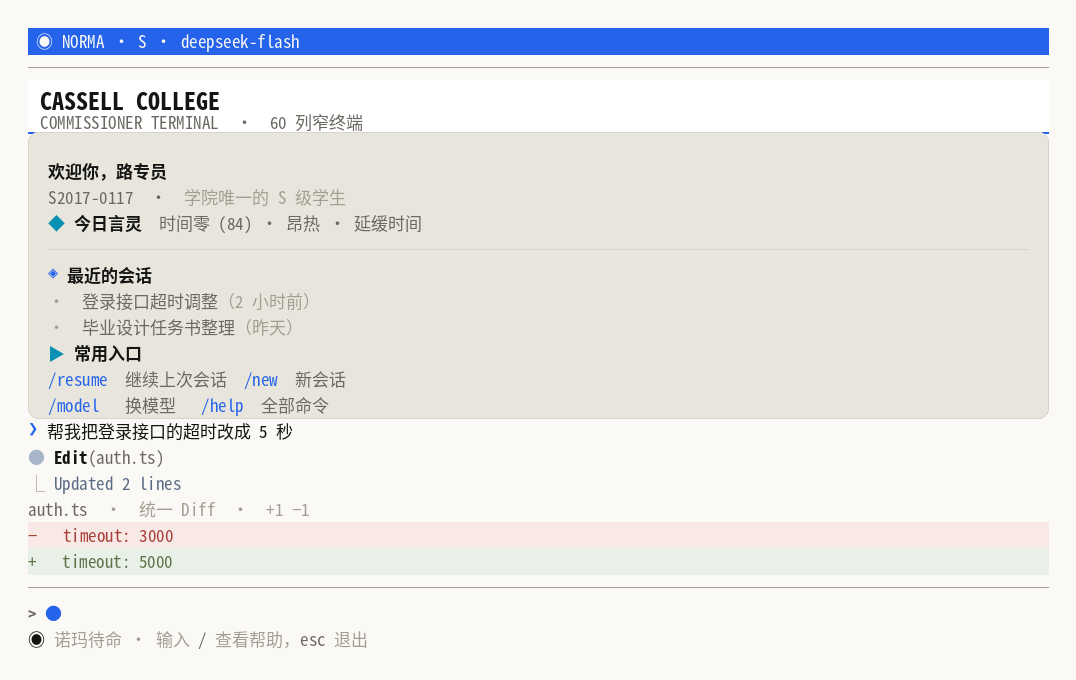 ◉ NORMA · S · deepseek-flash
CASSELL COLLEGE
COMMISSIONER TERMINAL · 60 列窄终端
欢迎你，路专员
S2017-0117 · 学院唯一的 S 级学生
◆ 今日言灵 时间零 (84) · 昂热 · 延缓时间
◈ 最近的会话
· 登录接口超时调整（2 小时前）
· 毕业设计任务书整理（昨天）
▶ 常用入口
/resume 继续上次会话 /new 新会话
/model 换模型 /help 全部命令
❯ 帮我把登录接口的超时改成 5 秒
● Edit(auth.ts)
⎿ Updated 2 lines
auth.ts · 统一 Diff · +1 −1
− timeout: 3000
+ timeout: 5000
> ●
◉ 诺玛待命 · 输入 / 查看帮助，esc 退出